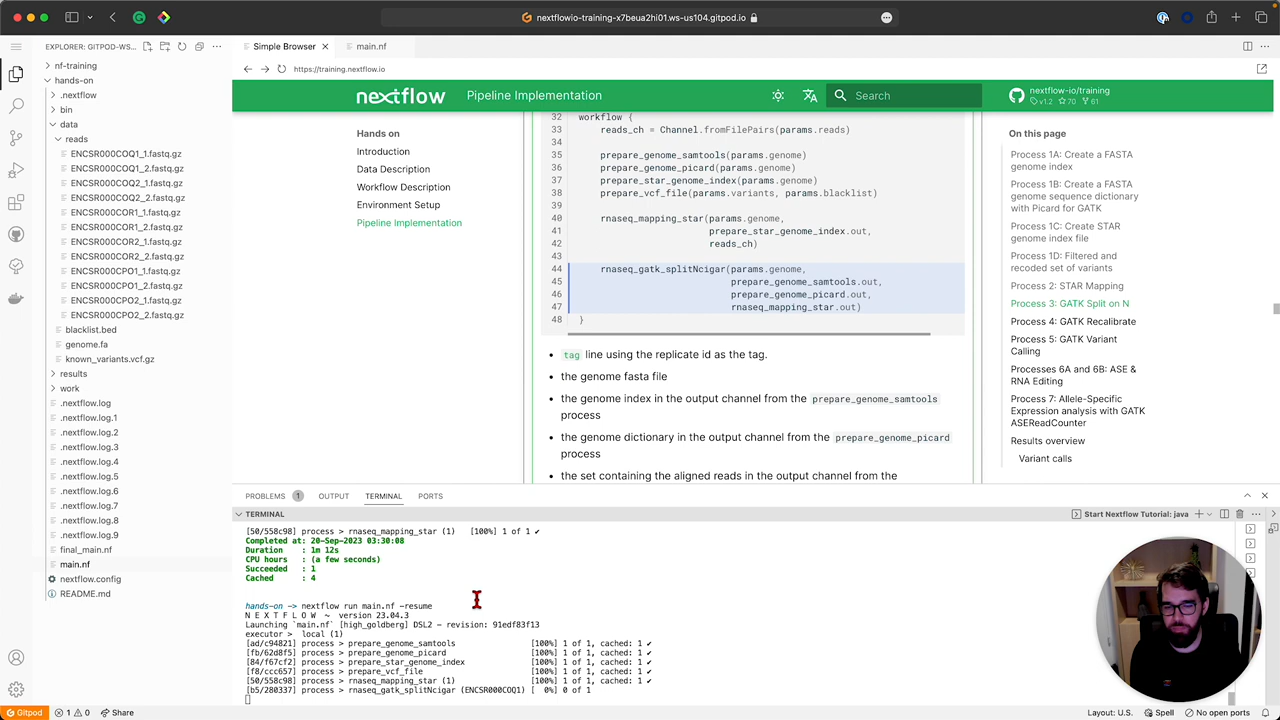 nextflowio-training-x7beua2hi01.ws-us104.gitpod.io
EXPLORER: GITPOD-WS...
nf-training
hands-on
.nextflow
bin
data
reads
ENCSR000COQ1_1.fastq.gz
ENCSR000COQ1_2.fastq.gz
ENCSR000COQ2_1.fastq.gz
ENCSR000COQ2_2.fastq.gz
ENCSR000COR1_1.fastq.gz
ENCSR000COR1_2.fastq.gz
ENCSR000COR2_1.fastq.gz
ENCSR000COR2_2.fastq.gz
ENCSR000CPO1_1.fastq.gz
ENCSR000CPO1_2.fastq.gz
ENCSR000CPO2_1.fastq.gz
ENCSR000CPO2_2.fastq.gz
blacklist.bed
genome.fa
known_variants.vcf.gz
results
work
.nextflow.log
.nextflow.log.1
.nextflow.log.2
.nextflow.log.3
.nextflow.log.4
.nextflow.log.5
.nextflow.log.6
.nextflow.log.7
.nextflow.log.8
.nextflow.log.9
final_main.nf
main.nf
nextflow.config
README.md
Simple Browser
main.nf
https://training.nextflow.io
nextflow
Pipeline Implementation
Search
nextflow-io/training
v1.2 70 61
Hands on
Introduction
Data Description
Workflow Description
Environment Setup
Pipeline Implementation
32 workflow {
33 reads_ch = Channel.fromFilePairs(params.reads)
34
35 prepare_genome_samtools(params.genome)
36 prepare_genome_picard(params.genome)
37 prepare_star_genome_index(params.genome)
38 prepare_vcf_file(params.variants, params.blacklist)
39
40 rnaseq_mapping_star(params.genome,
41 prepare_star_genome_index.out,
42 reads_ch)
43
44 rnaseq_gatk_splitNcigar(params.genome,
45 prepare_genome_samtools.out,
46 prepare_genome_picard.out,
47 rnaseq_mapping_star.out)
48 }
• tag line using the replicate id as the tag.
• the genome fasta file
• the genome index in the output channel from the prepare_genome_samtools
process
• the genome dictionary in the output channel from the prepare_genome_picard
process
• the set containing the aligned reads in the output channel from the
On this page
Process 1A: Create a FASTA
genome index
Process 1B: Create a FASTA
genome sequence dictionary
with Picard for GATK
Process 1C: Create STAR
genome index file
Process 1D: Filtered and
recoded set of variants
Process 2: STAR Mapping
Process 3: GATK Split on N
Process 4: GATK Recalibrate
Process 5: GATK Variant
Calling
Processes 6A and 6B: ASE &
RNA Editing
Process 7: Allele-Specific
Expression analysis with GATK
ASEReadCounter
Results overview
Variant calls
PROBLEMS 1 OUTPUT TERMINAL PORTS
TERMINAL
Start Nextflow Tutorial: java
[50/558c98] process > rnaseq_mapping_star (1) [100%] 1 of 1 ✔
Completed at: 20-Sep-2023 03:30:08
Duration : 1m 12s
CPU hours : (a few seconds)
Succeeded : 1
Cached : 4
hands-on -> nextflow run main.nf -resume
N E X T F L O W ~ version 23.04.3
Launching `main.nf` [high_goldberg] DSL2 - revision: 91edf83f13
executor > local (1)
[ad/c94821] process > prepare_genome_samtools [100%] 1 of 1, cached: 1 ✔
[fb/62d8f5] process > prepare_genome_picard [100%] 1 of 1, cached: 1 ✔
[84/f67cf2] process > prepare_star_genome_index [100%] 1 of 1, cached: 1 ✔
[f8/ccc657] process > prepare_vcf_file [100%] 1 of 1, cached: 1 ✔
[50/558c98] process > rnaseq_mapping_star (1) [100%] 1 of 1, cached: 1 ✔
[b5/280337] process > rnaseq_gatk_splitNcigar (ENCSR000COQ1) [ 0%] 0 of 1
Gitpod 1 0 Share
Layout: U.S. Spell No open ports